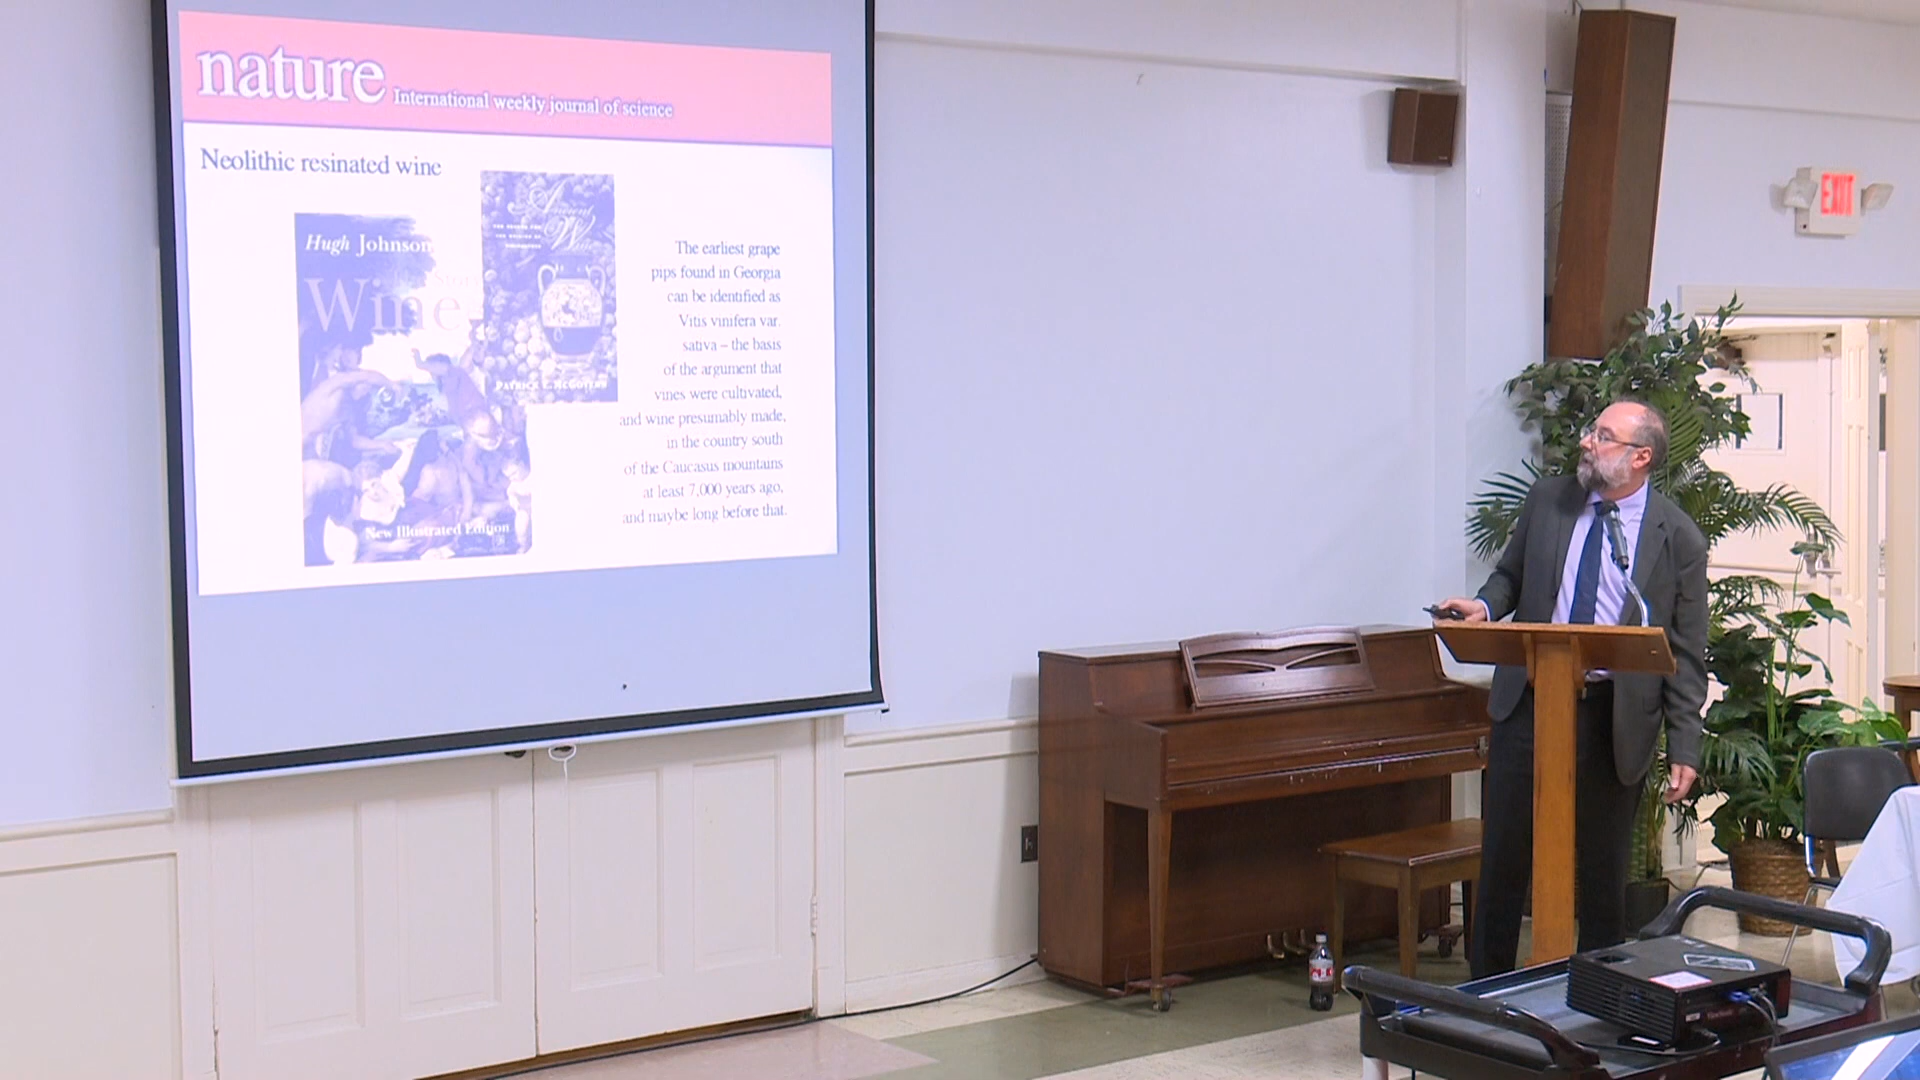 nature International weekly journal of science
Neolithic resinated wine
Hugh Johnson
Story
Wine
New Illustrated Edition
Ancient
Wine
PATRICK E. McGOVERN
The earliest grape
pips found in Georgia
can be identified as
Vitis vinifera var.
sativa – the basis
of the argument that
vines were cultivated,
and wine presumably made,
in the country south
of the Caucasus mountains
at least 7,000 years ago,
and maybe long before that.
EXIT